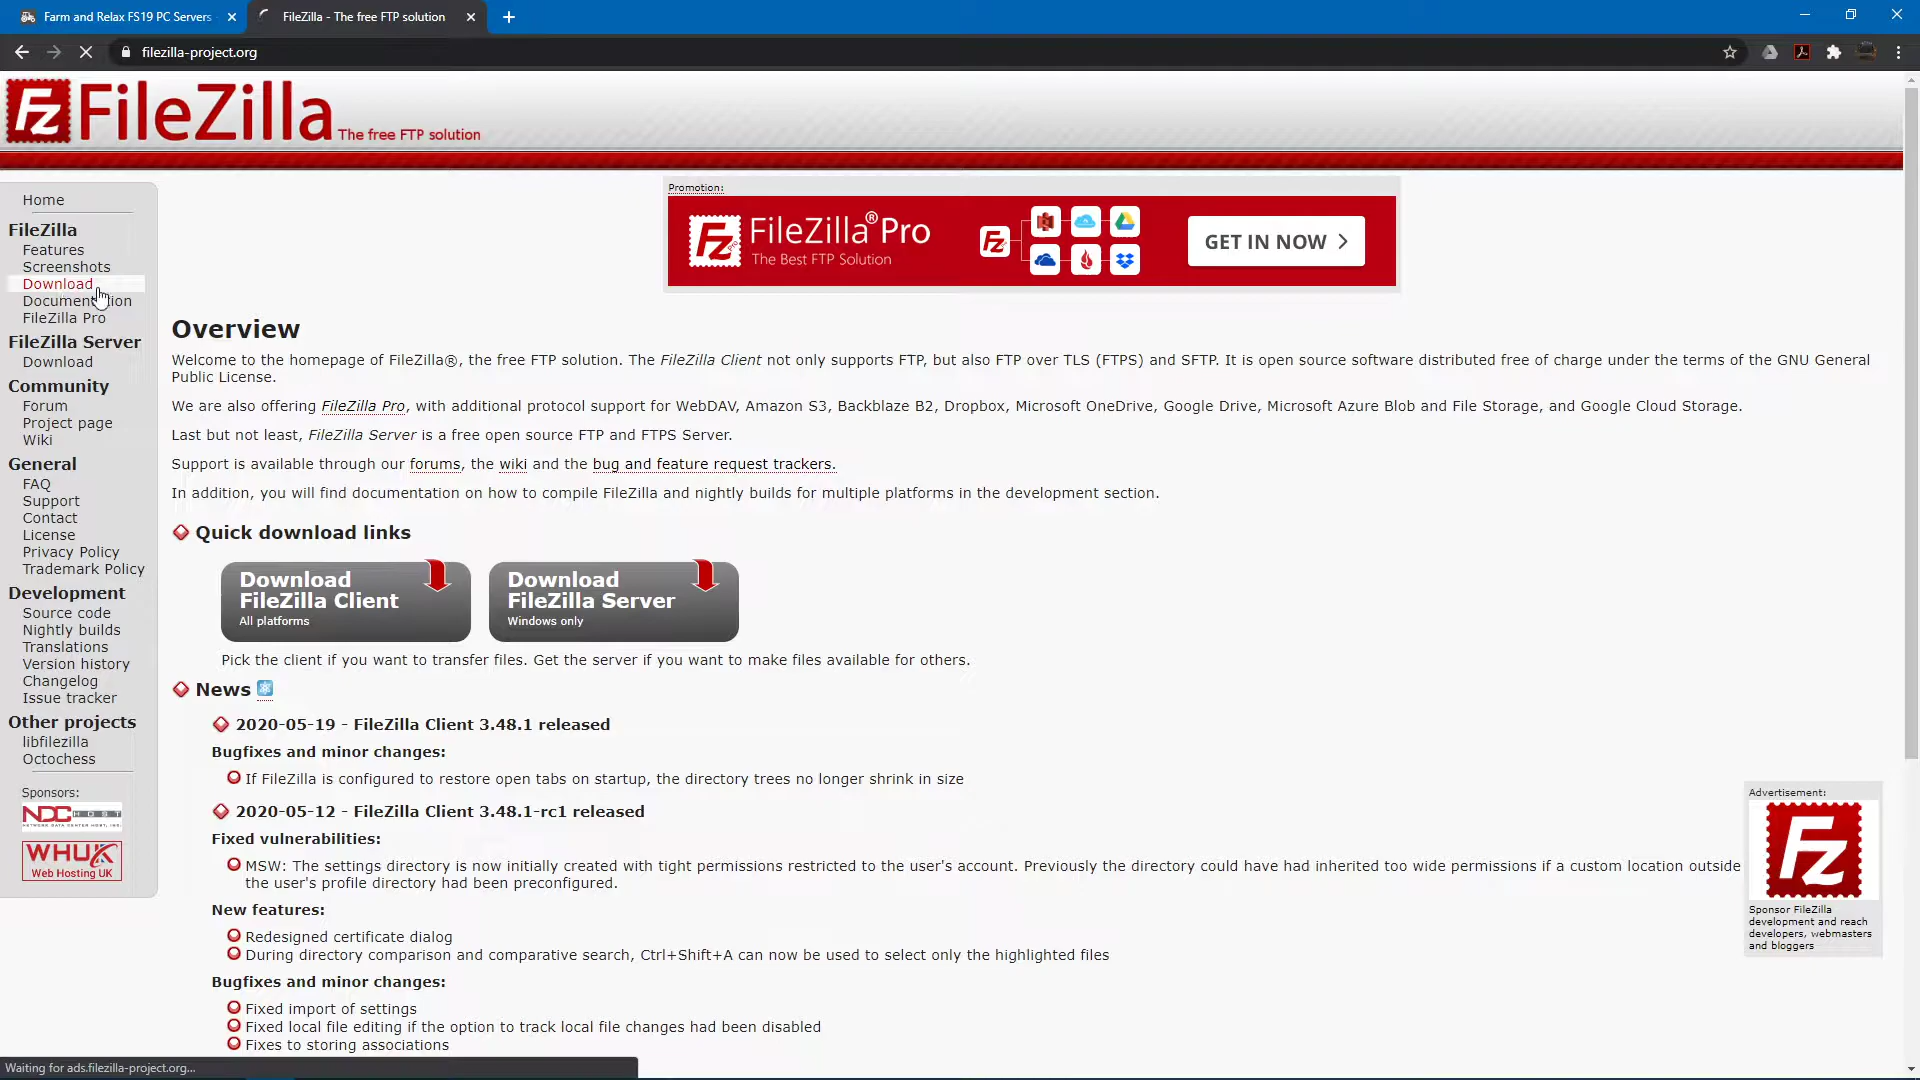 Farm and Relax FS19 PC Servers
FileZilla - The free FTP solution
filezilla-project.org
Fz FileZilla The free FTP solution
Home
FileZilla
Features
Screenshots
Download
Documentation
FileZilla Pro
FileZilla Server
Download
Community
Forum
Project page
Wiki
General
FAQ
Support
Contact
License
Privacy Policy
Trademark Policy
Development
Source code
Nightly builds
Translations
Version history
Changelog
Issue tracker
Other projects
libfilezilla
Octochess
Sponsors:
NDCHOST
NETWORK DATA CENTER HOST, INC.
WHUK
Web Hosting UK
Promotion:
FileZilla® Pro
The Best FTP Solution
GET IN NOW
Overview
Welcome to the homepage of FileZilla®, the free FTP solution. The FileZilla Client not only supports FTP, but also FTP over TLS (FTPS) and SFTP. It is open source software distributed free of charge under the terms of the GNU General
Public License.
We are also offering FileZilla Pro, with additional protocol support for WebDAV, Amazon S3, Backblaze B2, Dropbox, Microsoft OneDrive, Google Drive, Microsoft Azure Blob and File Storage, and Google Cloud Storage.
Last but not least, FileZilla Server is a free open source FTP and FTPS Server.
Support is available through our forums, the wiki and the bug and feature request trackers.
In addition, you will find documentation on how to compile FileZilla and nightly builds for multiple platforms in the development section.
Quick download links
Download
FileZilla Client
All platforms
Download
FileZilla Server
Windows only
Pick the client if you want to transfer files. Get the server if you want to make files available for others.
News
2020-05-19 - FileZilla Client 3.48.1 released
Bugfixes and minor changes:
If FileZilla is configured to restore open tabs on startup, the directory trees no longer shrink in size
2020-05-12 - FileZilla Client 3.48.1-rc1 released
Fixed vulnerabilities:
MSW: The settings directory is now initially created with tight permissions restricted to the user's account. Previously the directory could have had inherited too wide permissions if a custom location outside
the user's profile directory had been preconfigured.
New features:
Redesigned certificate dialog
During directory comparison and comparative search, Ctrl+Shift+A can now be used to select only the highlighted files
Bugfixes and minor changes:
Fixed import of settings
Fixed local file editing if the option to track local file changes had been disabled
Fixes to storing associations
Advertisement:
Fz
Sponsor FileZilla
development and reach
developers, webmasters
and bloggers
Waiting for ads.filezilla-project.org...